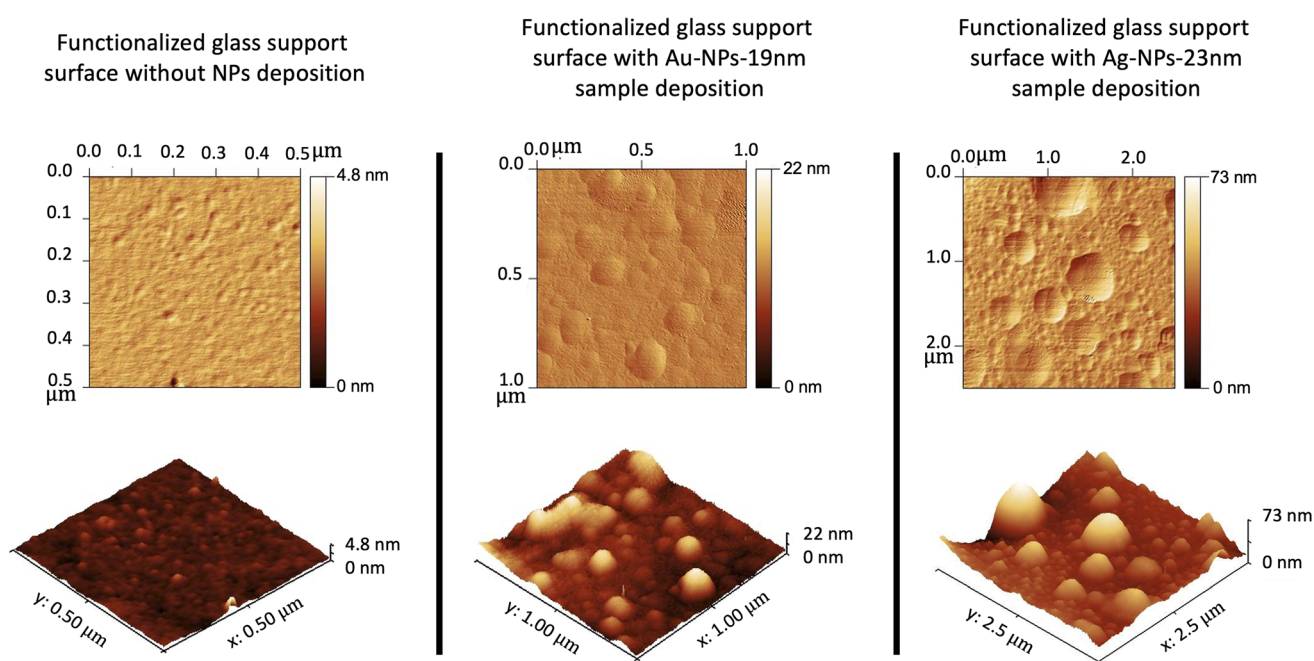 Functionalized glass support
surface without NPs deposition
0.0 0.1 0.2 0.3 0.4 0.5 μm
0.0
0.1
0.2
0.3
0.4
0.5
μm
4.8 nm
0 nm
4.8 nm
0 nm
y: 0.50 μm
x: 0.50 μm
Functionalized glass support
surface with Au-NPs-19nm
sample deposition
0.0 μm 0.5 1.0
0.0
0.5
1.0
μm
22 nm
0 nm
22 nm
0 nm
y: 1.00 μm
x: 1.00 μm
Functionalized glass support
surface with Ag-NPs-23nm
sample deposition
0.0μm 1.0 2.0
0.0
1.0
2.0
μm
73 nm
0 nm
73 nm
0 nm
y: 2.5 μm
x: 2.5 μm